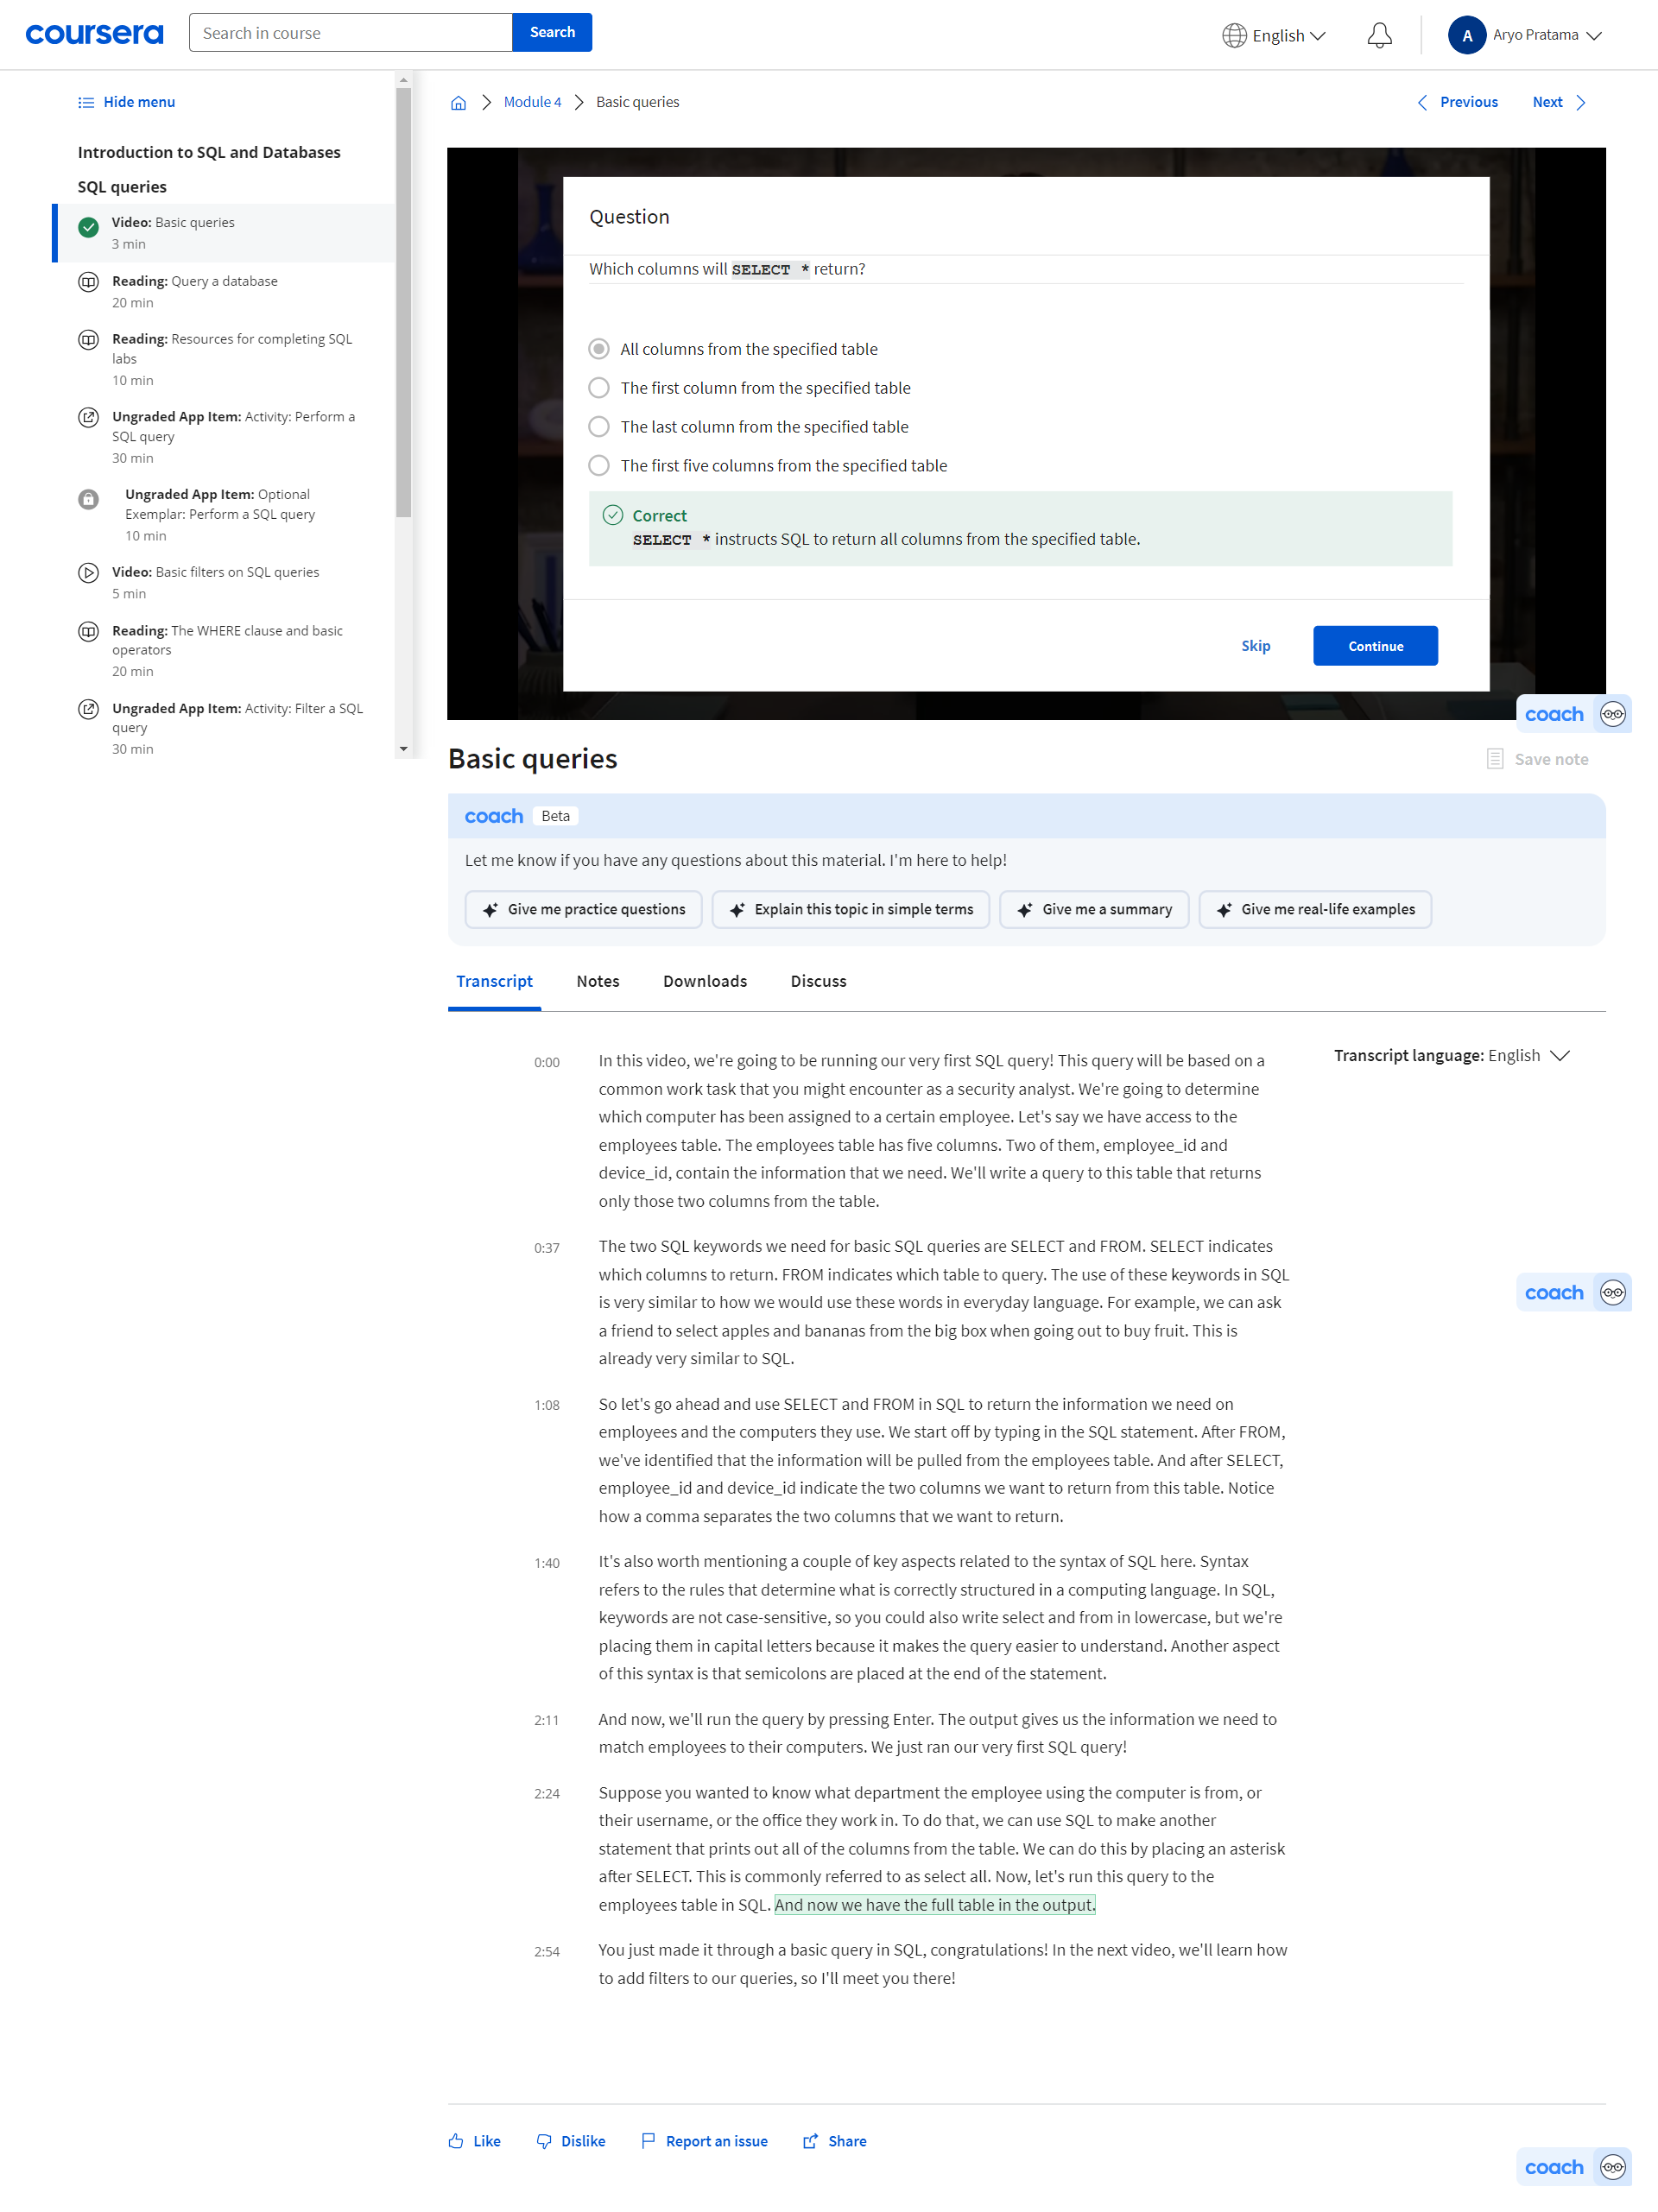 coursera
Search in course
Search
English
A
Aryo Pratama
Hide menu
Introduction to SQL and Databases
SQL queries
Video: Basic queries
3 min
Reading: Query a database
20 min
Reading: Resources for completing SQL
labs
10 min
Ungraded App Item: Activity: Perform a
SQL query
30 min
Ungraded App Item: Optional
Exemplar: Perform a SQL query
10 min
Video: Basic filters on SQL queries
5 min
Reading: The WHERE clause and basic
operators
20 min
Ungraded App Item: Activity: Filter a SQL
query
30 min
Module 4
Basic queries
Previous
Next
Question
Which columns will SELECT * return?
All columns from the specified table
The first column from the specified table
The last column from the specified table
The first five columns from the specified table
Correct
SELECT * instructs SQL to return all columns from the specified table.
Skip
Continue
coach
Basic queries
Save note
coach Beta
Let me know if you have any questions about this material. I'm here to help!
Give me practice questions
Explain this topic in simple terms
Give me a summary
Give me real-life examples
Transcript
Notes
Downloads
Discuss
Transcript language: English
0:00
In this video, we're going to be running our very first SQL query! This query will be based on a
common work task that you might encounter as a security analyst. We're going to determine
which computer has been assigned to a certain employee. Let's say we have access to the
employees table. The employees table has five columns. Two of them, employee_id and
device_id, contain the information that we need. We'll write a query to this table that returns
only those two columns from the table.
0:37
The two SQL keywords we need for basic SQL queries are SELECT and FROM. SELECT indicates
which columns to return. FROM indicates which table to query. The use of these keywords in SQL
is very similar to how we would use these words in everyday language. For example, we can ask
a friend to select apples and bananas from the big box when going out to buy fruit. This is
already very similar to SQL.
coach
1:08
So let's go ahead and use SELECT and FROM in SQL to return the information we need on
employees and the computers they use. We start off by typing in the SQL statement. After FROM,
we've identified that the information will be pulled from the employees table. And after SELECT,
employee_id and device_id indicate the two columns we want to return from this table. Notice
how a comma separates the two columns that we want to return.
1:40
It's also worth mentioning a couple of key aspects related to the syntax of SQL here. Syntax
refers to the rules that determine what is correctly structured in a computing language. In SQL,
keywords are not case-sensitive, so you could also write select and from in lowercase, but we're
placing them in capital letters because it makes the query easier to understand. Another aspect
of this syntax is that semicolons are placed at the end of the statement.
2:11
And now, we'll run the query by pressing Enter. The output gives us the information we need to
match employees to their computers. We just ran our very first SQL query!
2:24
Suppose you wanted to know what department the employee using the computer is from, or
their username, or the office they work in. To do that, we can use SQL to make another
statement that prints out all of the columns from the table. We can do this by placing an asterisk
after SELECT. This is commonly referred to as select all. Now, let's run this query to the
employees table in SQL. And now we have the full table in the output.
2:54
You just made it through a basic query in SQL, congratulations! In the next video, we'll learn how
to add filters to our queries, so I'll meet you there!
Like
Dislike
Report an issue
Share
coach